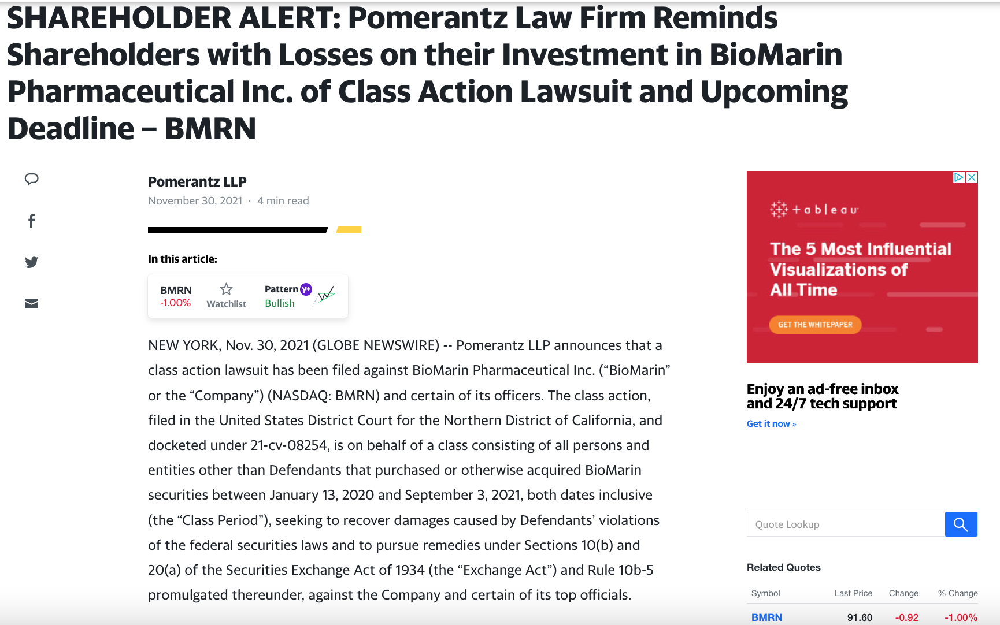 SHAREHOLDER ALERT: Pomerantz Law Firm Reminds
Shareholders with Losses on their Investment in BioMarin
Pharmaceutical Inc. of Class Action Lawsuit and Upcoming
Deadline – BMRN
Pomerantz LLP
November 30, 2021 · 4 min read
In this article:
BMRN
-1.00%
Watchlist
Pattern y+
Bullish
NEW YORK, Nov. 30, 2021 (GLOBE NEWSWIRE) -- Pomerantz LLP announces that a
class action lawsuit has been filed against BioMarin Pharmaceutical Inc. (“BioMarin”
or the “Company”) (NASDAQ: BMRN) and certain of its officers. The class action,
filed in the United States District Court for the Northern District of California, and
docketed under 21-cv-08254, is on behalf of a class consisting of all persons and
entities other than Defendants that purchased or otherwise acquired BioMarin
securities between January 13, 2020 and September 3, 2021, both dates inclusive
(the “Class Period”), seeking to recover damages caused by Defendants’ violations
of the federal securities laws and to pursue remedies under Sections 10(b) and
20(a) of the Securities Exchange Act of 1934 (the “Exchange Act”) and Rule 10b-5
promulgated thereunder, against the Company and certain of its top officials.
+ableau
The 5 Most Influential
Visualizations of
All Time
GET THE WHITEPAPER
Enjoy an ad-free inbox
and 24/7 tech support
Get it now »
Quote Lookup
Related Quotes
Symbol Last Price Change % Change
BMRN 91.60 -0.92 -1.00%